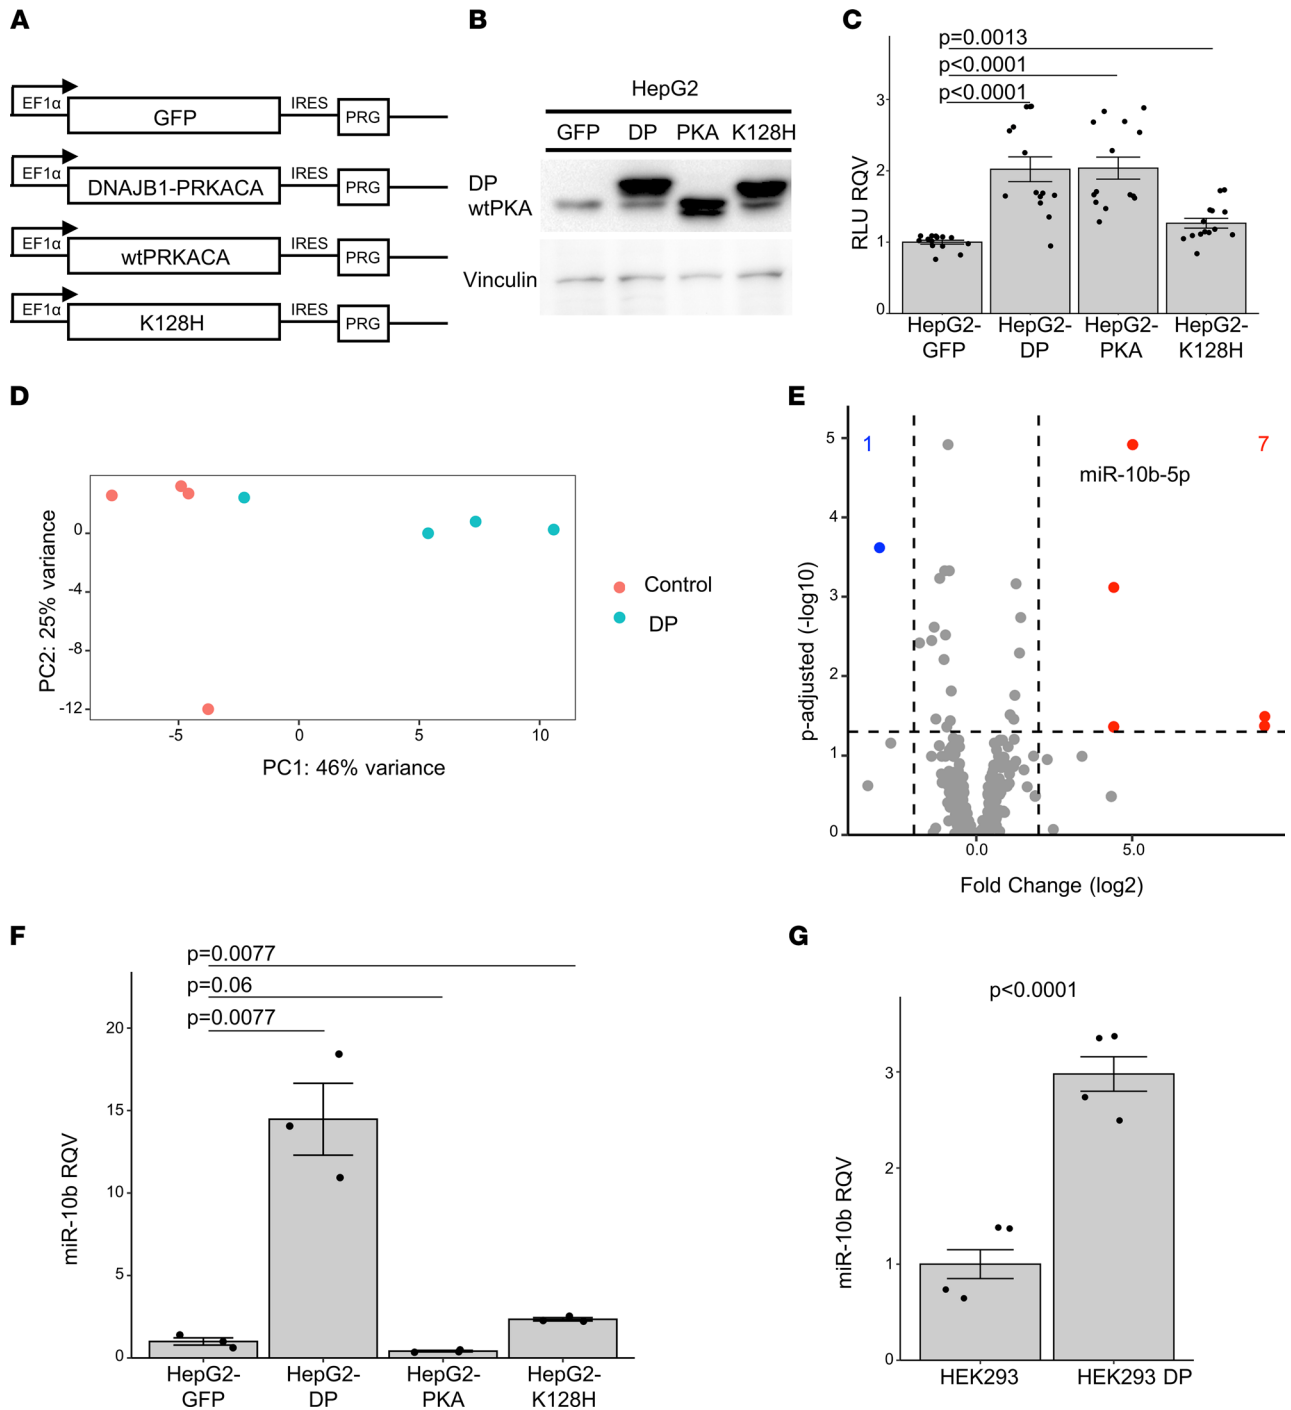 A
EF1α
GFP
IRES
PRG
EF1α
DNAJB1-PRKACA
IRES
PRG
EF1α
wtPRKACA
IRES
PRG
EF1α
K128H
IRES
PRG
B
HepG2
GFP DP PKA K128H
DP
wtPKA
Vinculin
C
p=0.0013
p<0.0001
p<0.0001
RLU RQV
3
2
1
0
HepG2-
GFP
HepG2-
DP
HepG2-
PKA
HepG2-
K128H
D
PC2: 25% variance
0
-4
-8
-12
-5 0 5 10
PC1: 46% variance
Control
DP
E
1
7
miR-10b-5p
p-adjusted (-log10)
5
4
3
2
1
0
0.0 5.0
Fold Change (log2)
F
p=0.0077
p=0.06
p=0.0077
miR-10b RQV
20
15
10
5
0
HepG2-
GFP
HepG2-
DP
HepG2-
PKA
HepG2-
K128H
G
p<0.0001
miR-10b RQV
3
2
1
0
HEK293 HEK293 DP